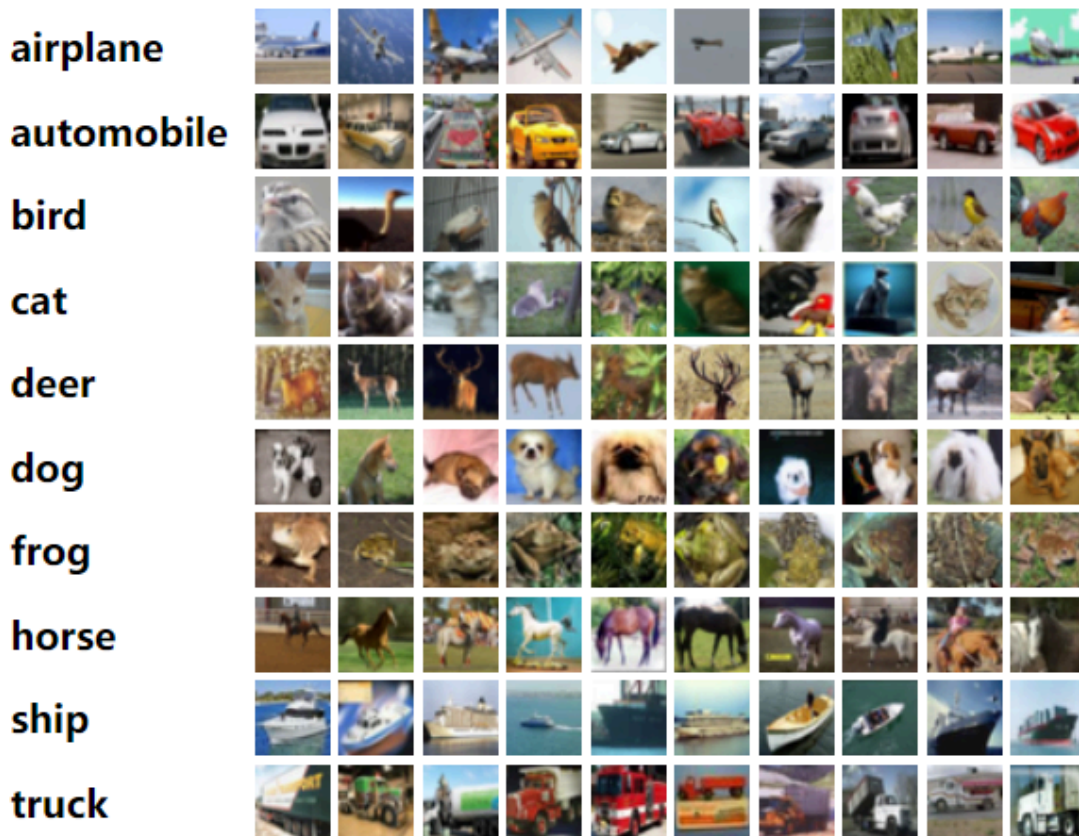 airplane
automobile
bird
cat
deer
dog
frog
horse
ship
truck